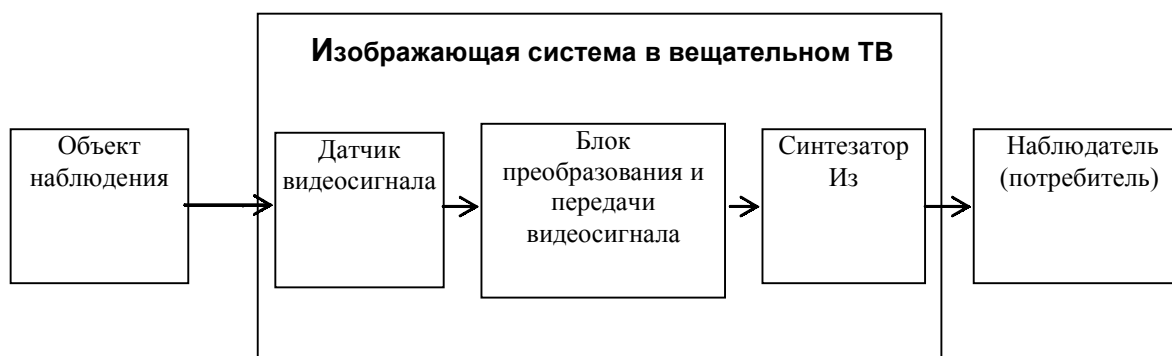 Изображающая система в вещательном ТВ
Объект
наблюдения
Датчик
видеосигнала
Блок
преобразования и
передачи
видеосигнала
Синтезатор
Из
Наблюдатель
(потребитель)